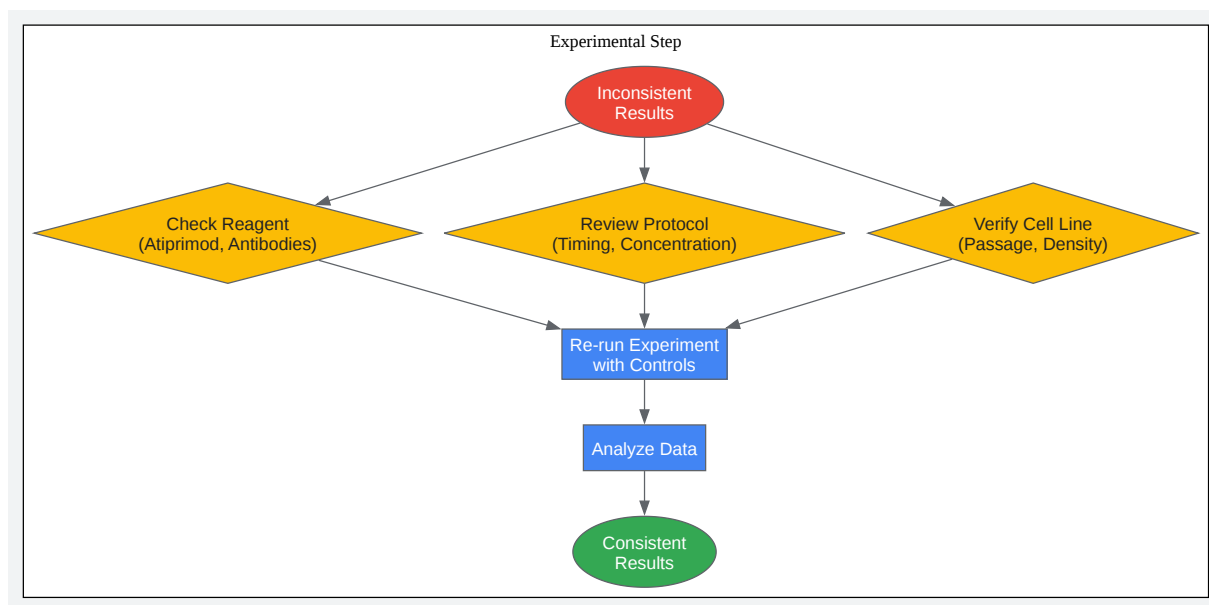 Experimental Step
Inconsistent
Results
Check Reagent
(Atiprimod, Antibodies)
Review Protocol
(Timing, Concentration)
Verify Cell Line
(Passage, Density)
Re-run Experiment
with Controls
Analyze Data
Consistent
Results